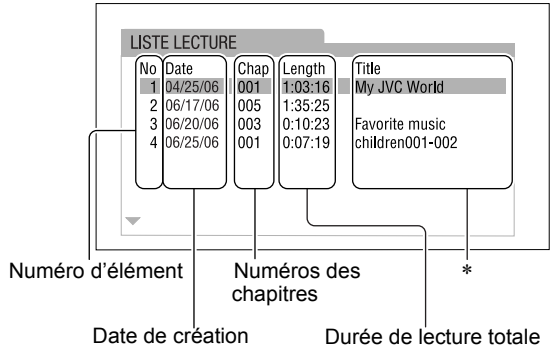 LISTE LECTURE
No Date Chap Length Title
1 04/25/06 001 1:03:16 My JVC World
2 06/17/06 005 1:35:25
3 06/20/06 003 0:10:23 Favorite music
4 06/25/06 001 0:07:19 children001-002
Numéro d'élément
Numéros des
chapitres
*
Date de création
Durée de lecture totale